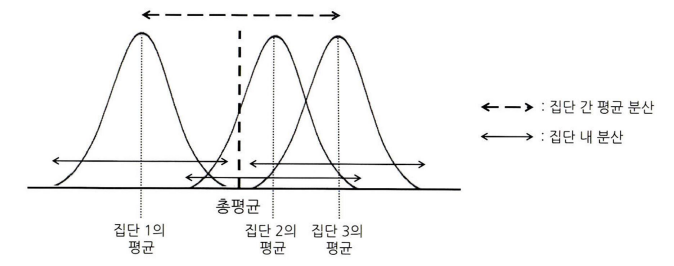 : 집단 간 평균 분산
: 집단 내 분산
총평균
집단 1의
평균
집단 2의
평균
집단 3의
평균